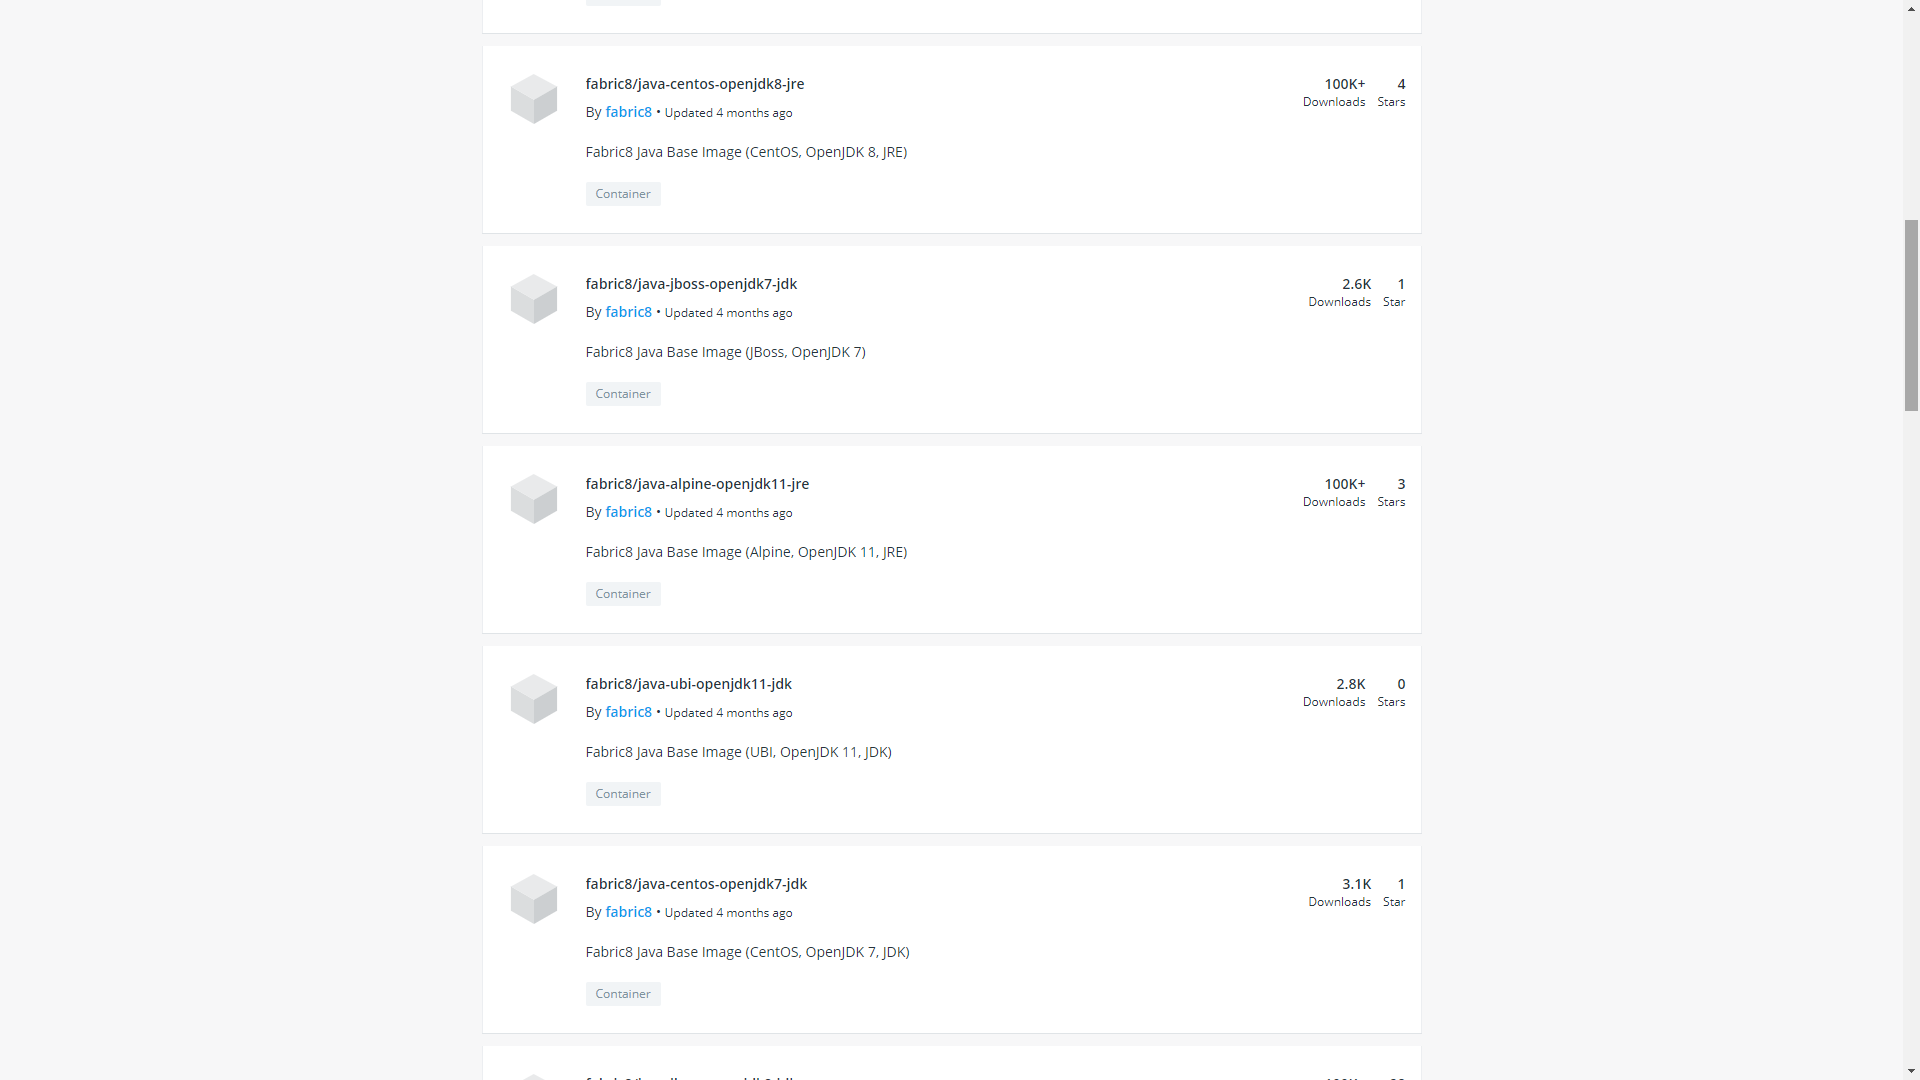 fabric8/java-centos-openjdk8-jre
By fabric8 • Updated 4 months ago
100K+ Downloads
4 Stars
Fabric8 Java Base Image (CentOS, OpenJDK 8, JRE)
Container
fabric8/java-jboss-openjdk7-jdk
By fabric8 • Updated 4 months ago
2.6K Downloads
1 Star
Fabric8 Java Base Image (JBoss, OpenJDK 7)
Container
fabric8/java-alpine-openjdk11-jre
By fabric8 • Updated 4 months ago
100K+ Downloads
3 Stars
Fabric8 Java Base Image (Alpine, OpenJDK 11, JRE)
Container
fabric8/java-ubi-openjdk11-jdk
By fabric8 • Updated 4 months ago
2.8K Downloads
0 Stars
Fabric8 Java Base Image (UBI, OpenJDK 11, JDK)
Container
fabric8/java-centos-openjdk7-jdk
By fabric8 • Updated 4 months ago
3.1K Downloads
1 Star
Fabric8 Java Base Image (CentOS, OpenJDK 7, JDK)
Container